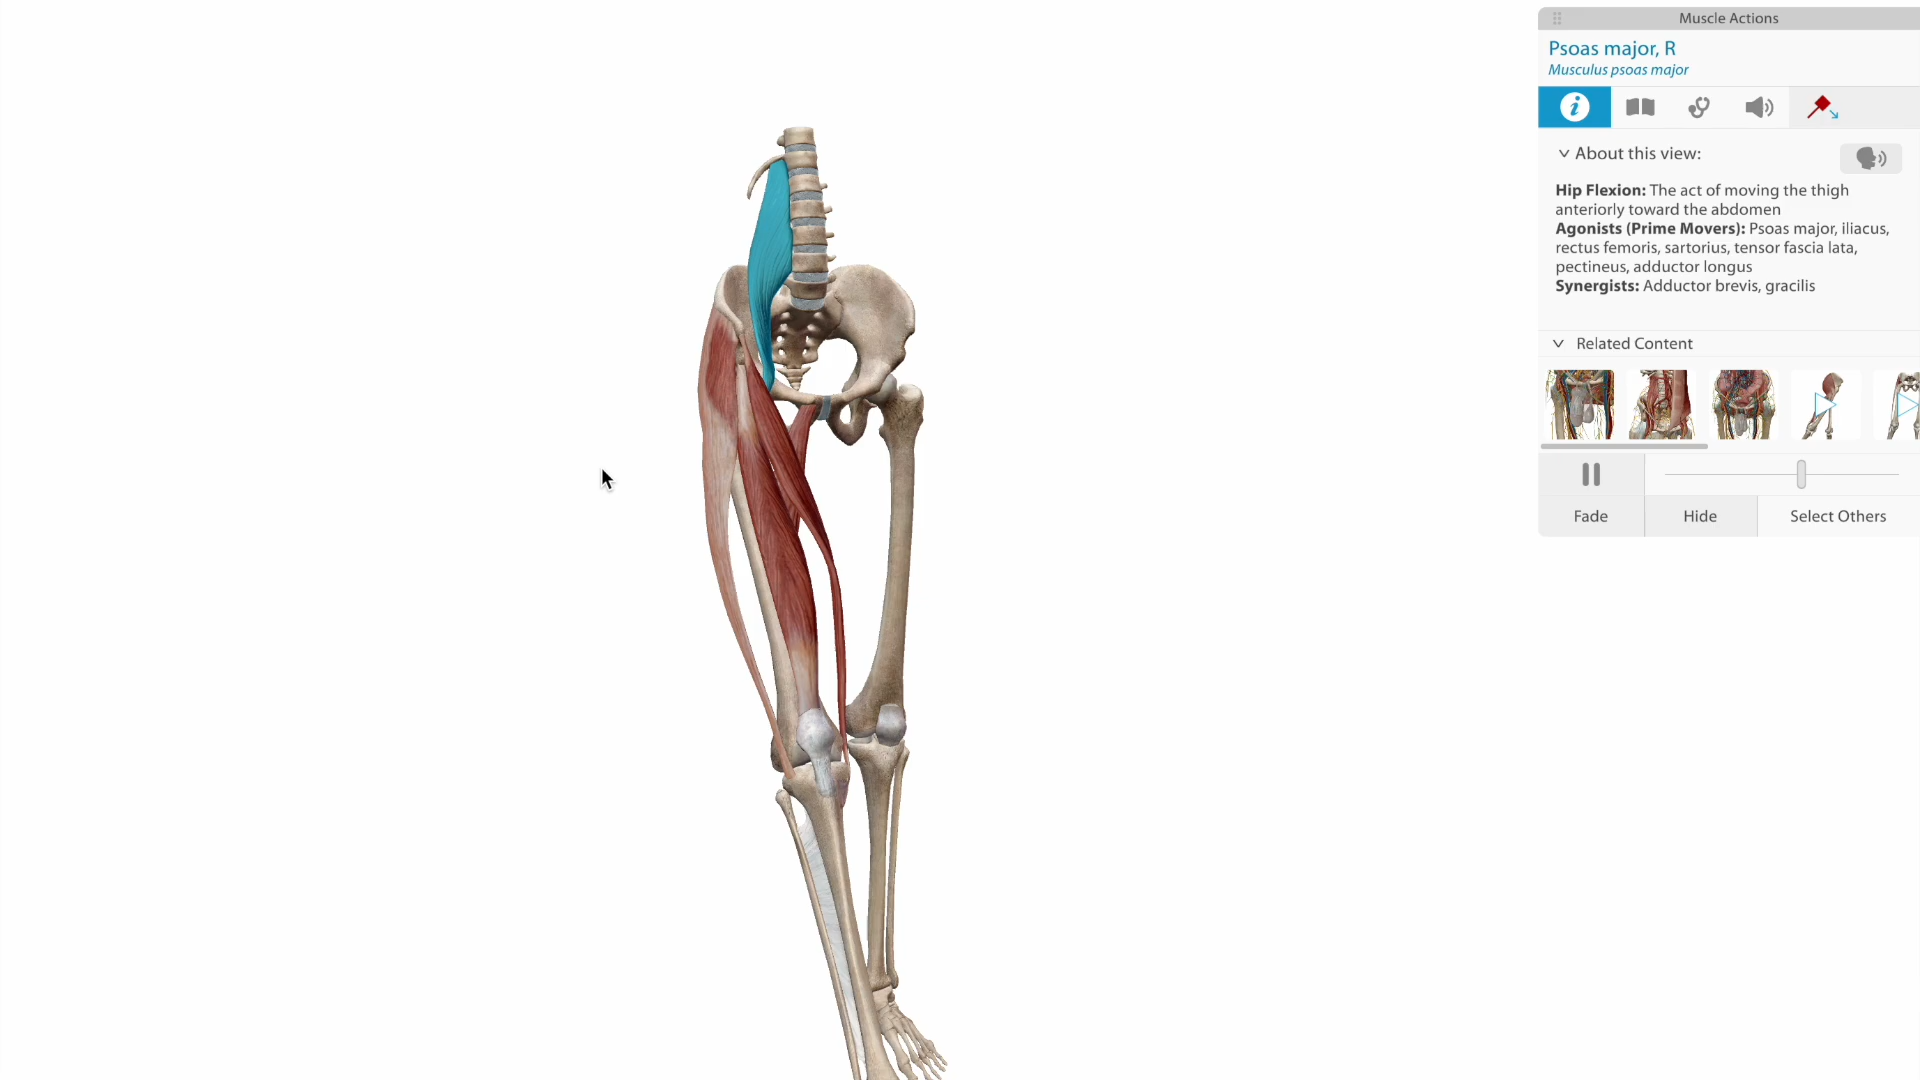 Muscle Actions
Psoas major, R
Musculus psoas major
About this view:
Hip Flexion: The act of moving the thigh
anteriorly toward the abdomen
Agonists (Prime Movers): Psoas major, iliacus,
rectus femoris, sartorius, tensor fascia lata,
pectineus, adductor longus
Synergists: Adductor brevis, gracilis
Related Content
Fade
Hide
Select Others